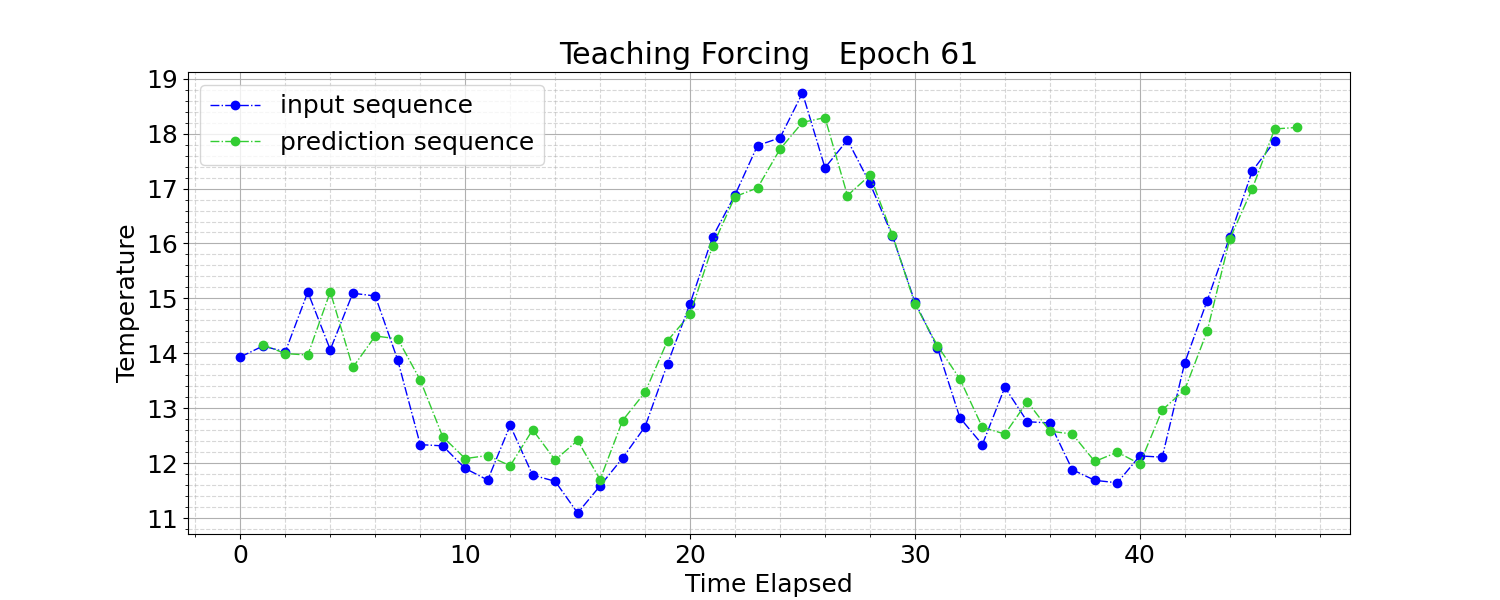 Teaching Forcing   Epoch 61
input sequence
prediction sequence
19
18
17
16
15
14
13
12
11
Temperature
0 10 20 30 40
Time Elapsed